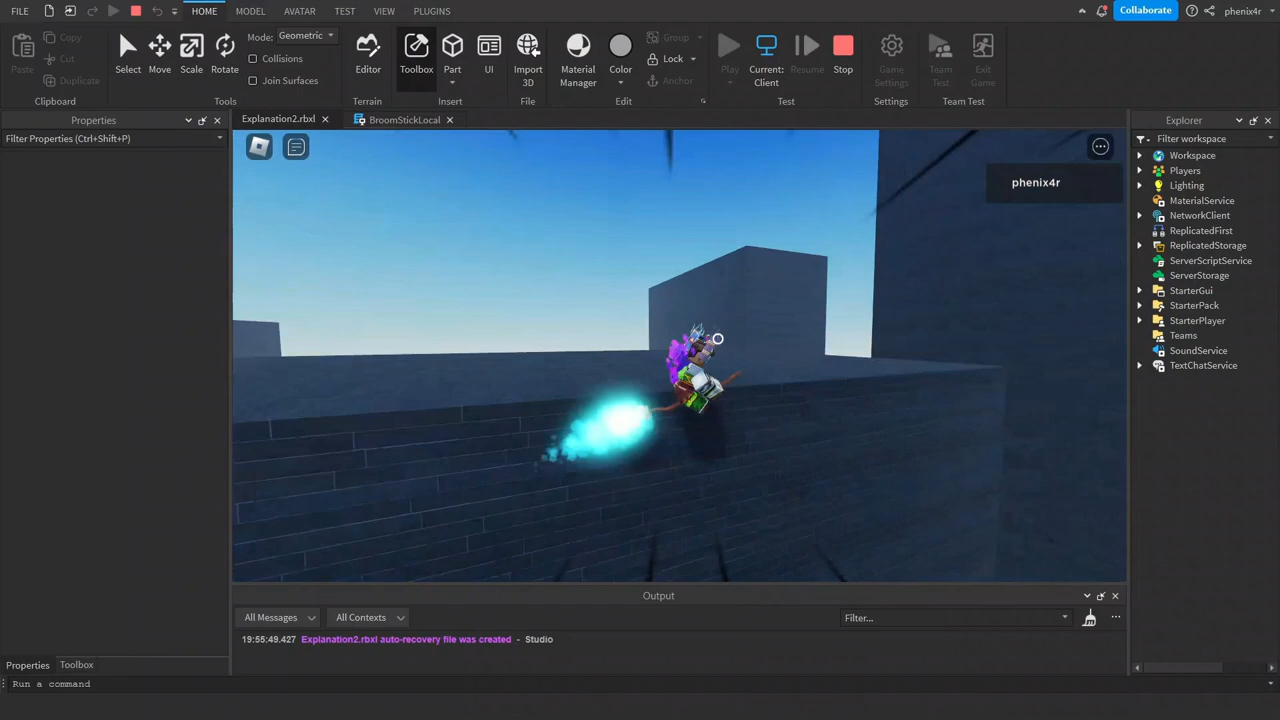 FILE HOME MODEL AVATAR TEST VIEW PLUGINS Collaborate phenix4r
Paste Copy Cut Duplicate Select Move Scale Rotate Mode: Geometric Collisions Join Surfaces Editor Toolbox Part UI Import 3D Material Manager Color Group Lock Anchor Play Current: Client Resume Stop Game Settings Team Test Exit Game
Clipboard Tools Terrain Insert File Edit Test Settings Team Test
Properties
Filter Properties (Ctrl+Shift+P)
Explanation2.rbxl BroomStickLocal
phenix4r
Explorer
Filter workspace
Workspace
Players
Lighting
MaterialService
NetworkClient
ReplicatedFirst
ReplicatedStorage
ServerScriptService
ServerStorage
StarterGui
StarterPack
StarterPlayer
Teams
SoundService
TextChatService
Output
All Messages All Contexts Filter...
19:55:49.427 Explanation2.rbxl auto-recovery file was created - Studio
Properties Toolbox
Run a command